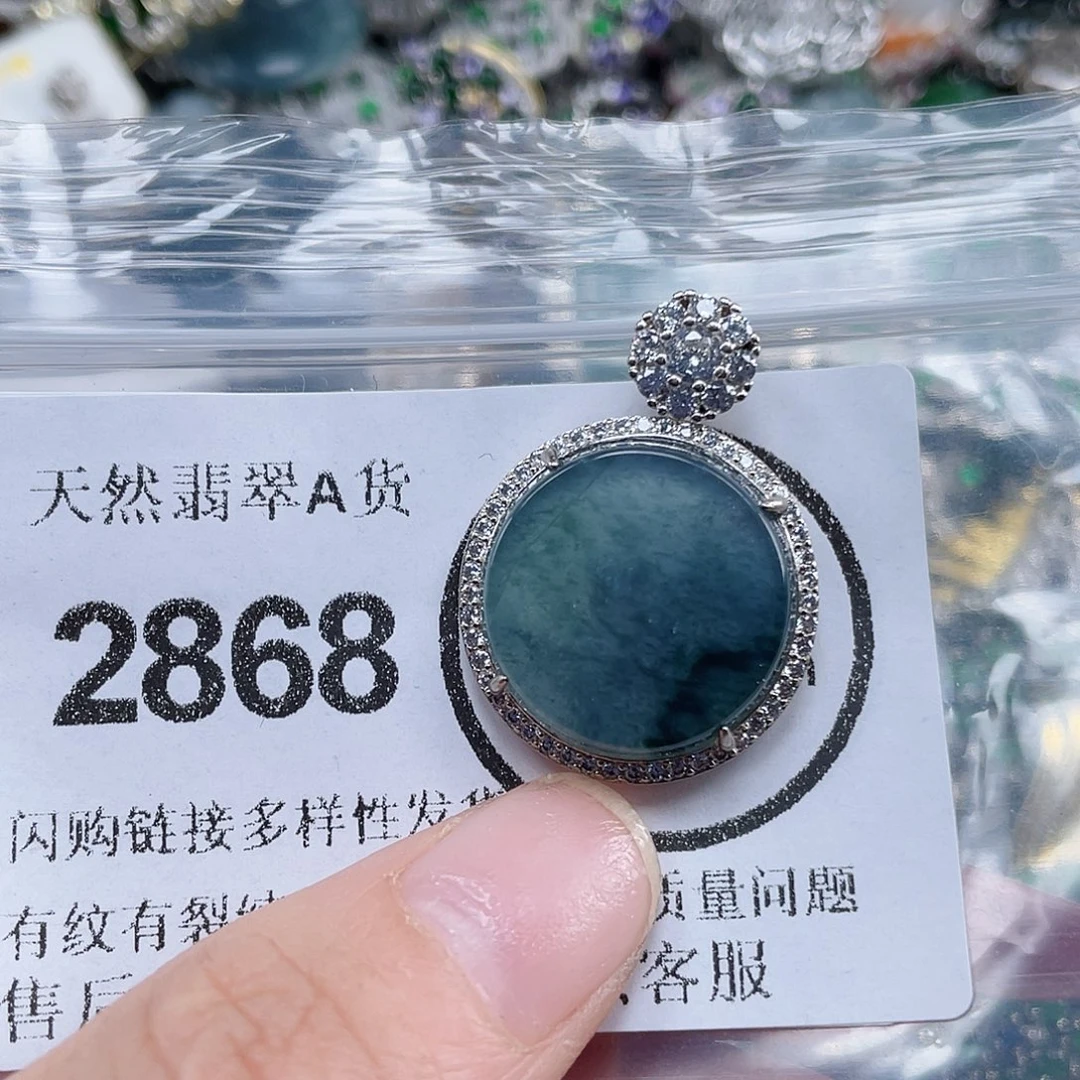 天然翡翠A货
2868
闪购链接多样性发货
有纹有裂 质量问题
售后 客服